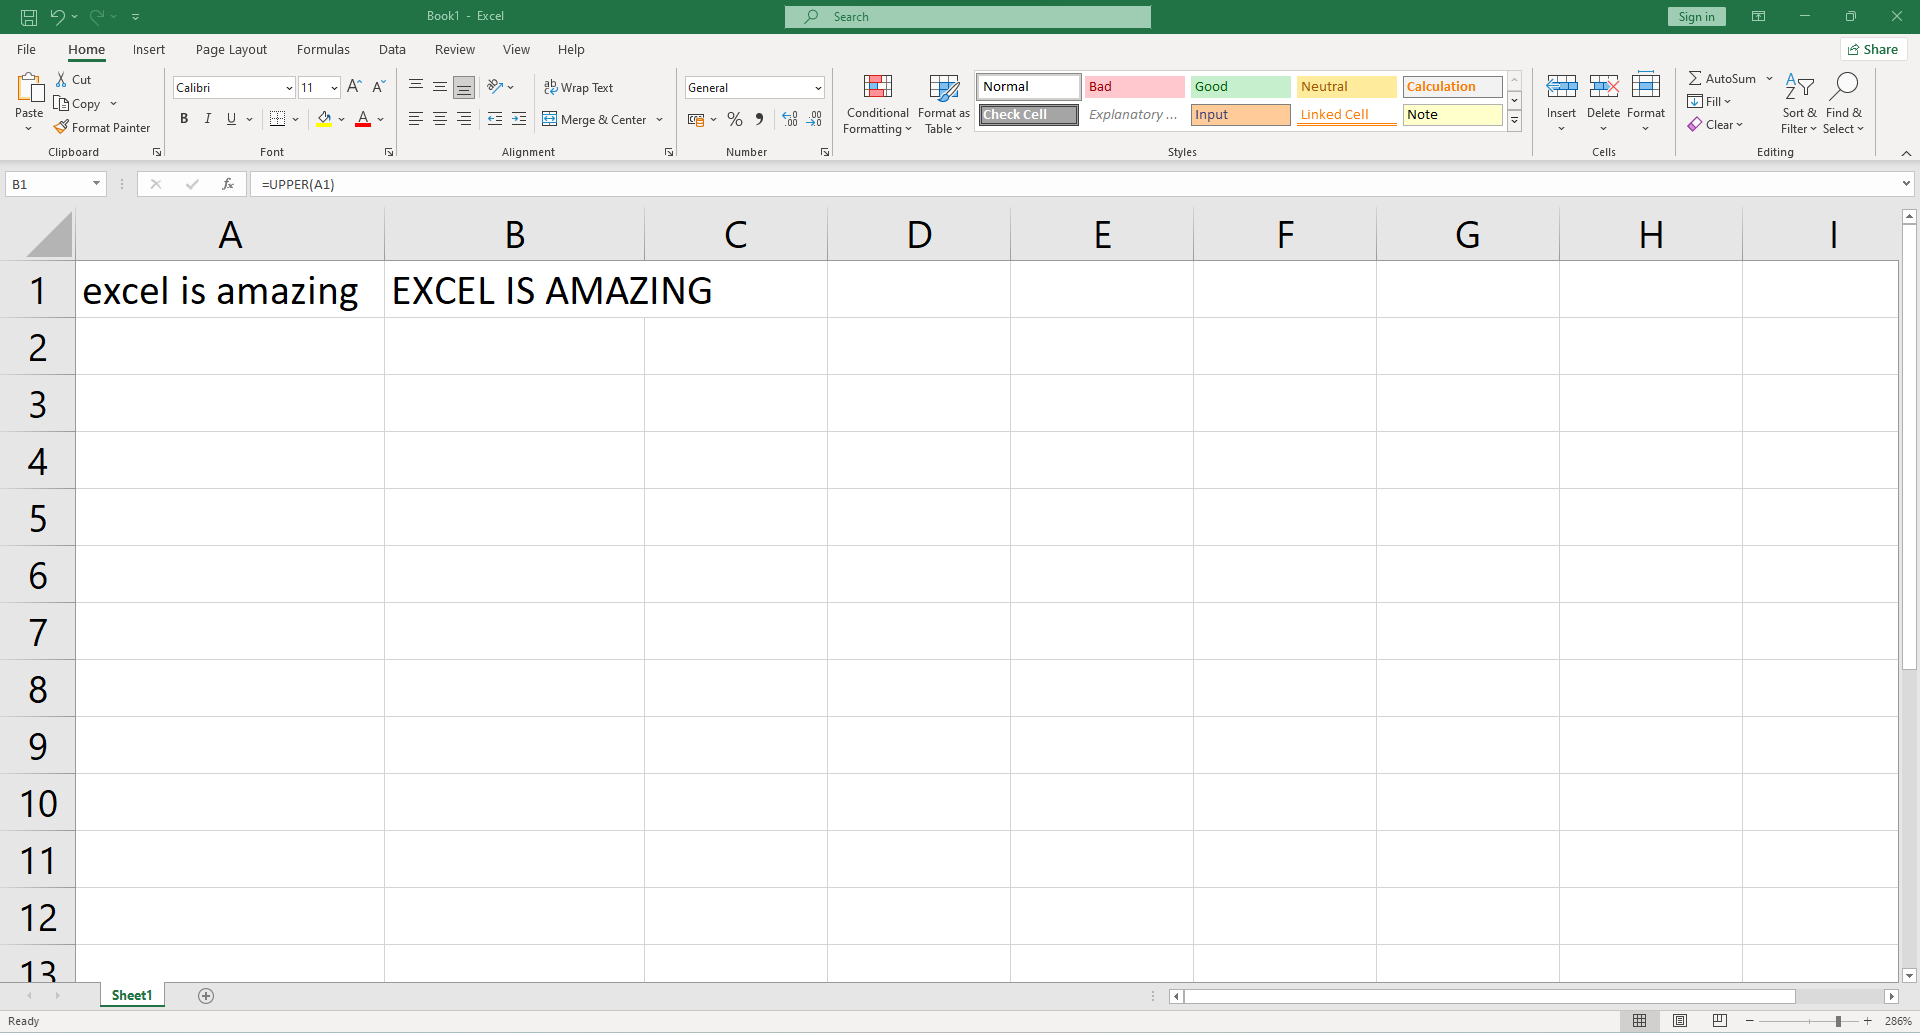 Book1 - Excel
Search
Sign in
File Home Insert Page Layout Formulas Data Review View Help
Share
Paste
Cut
Copy
Format Painter
Clipboard
Calibri 11
B I U
Font
Wrap Text
Merge & Center
Alignment
General
Number
Conditional Formatting
Format as Table
Normal Bad Good Neutral Calculation
Check Cell Explanatory ... Input Linked Cell Note
Styles
Insert Delete Format
Cells
AutoSum
Fill
Clear
Sort & Filter
Find & Select
Editing
B1
fx
=UPPER(A1)
A B C D E F G H I
1 excel is amazing EXCEL IS AMAZING
2
3
4
5
6
7
8
9
10
11
12
13
Sheet1
Ready
286%